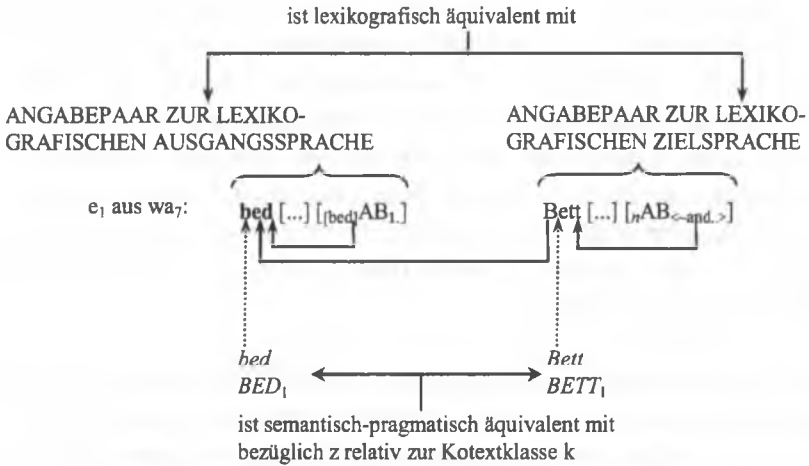 ist lexikografisch äquivalent mit
ANGABEPAAR ZUR LEXIKO-
GRAFISCHEN AUSGANGSSPRACHE
ANGABEPAAR ZUR LEXIKO-
GRAFISCHEN ZIELSPRACHE
e₁ aus wa₇: bed [...] [[bed]AB₁.] Bett [...] [nAB<-and.>]
bed Bett
BED₁ BETT₁
ist semantisch-pragmatisch äquivalent mit
bezüglich z relativ zur Kotextklasse k